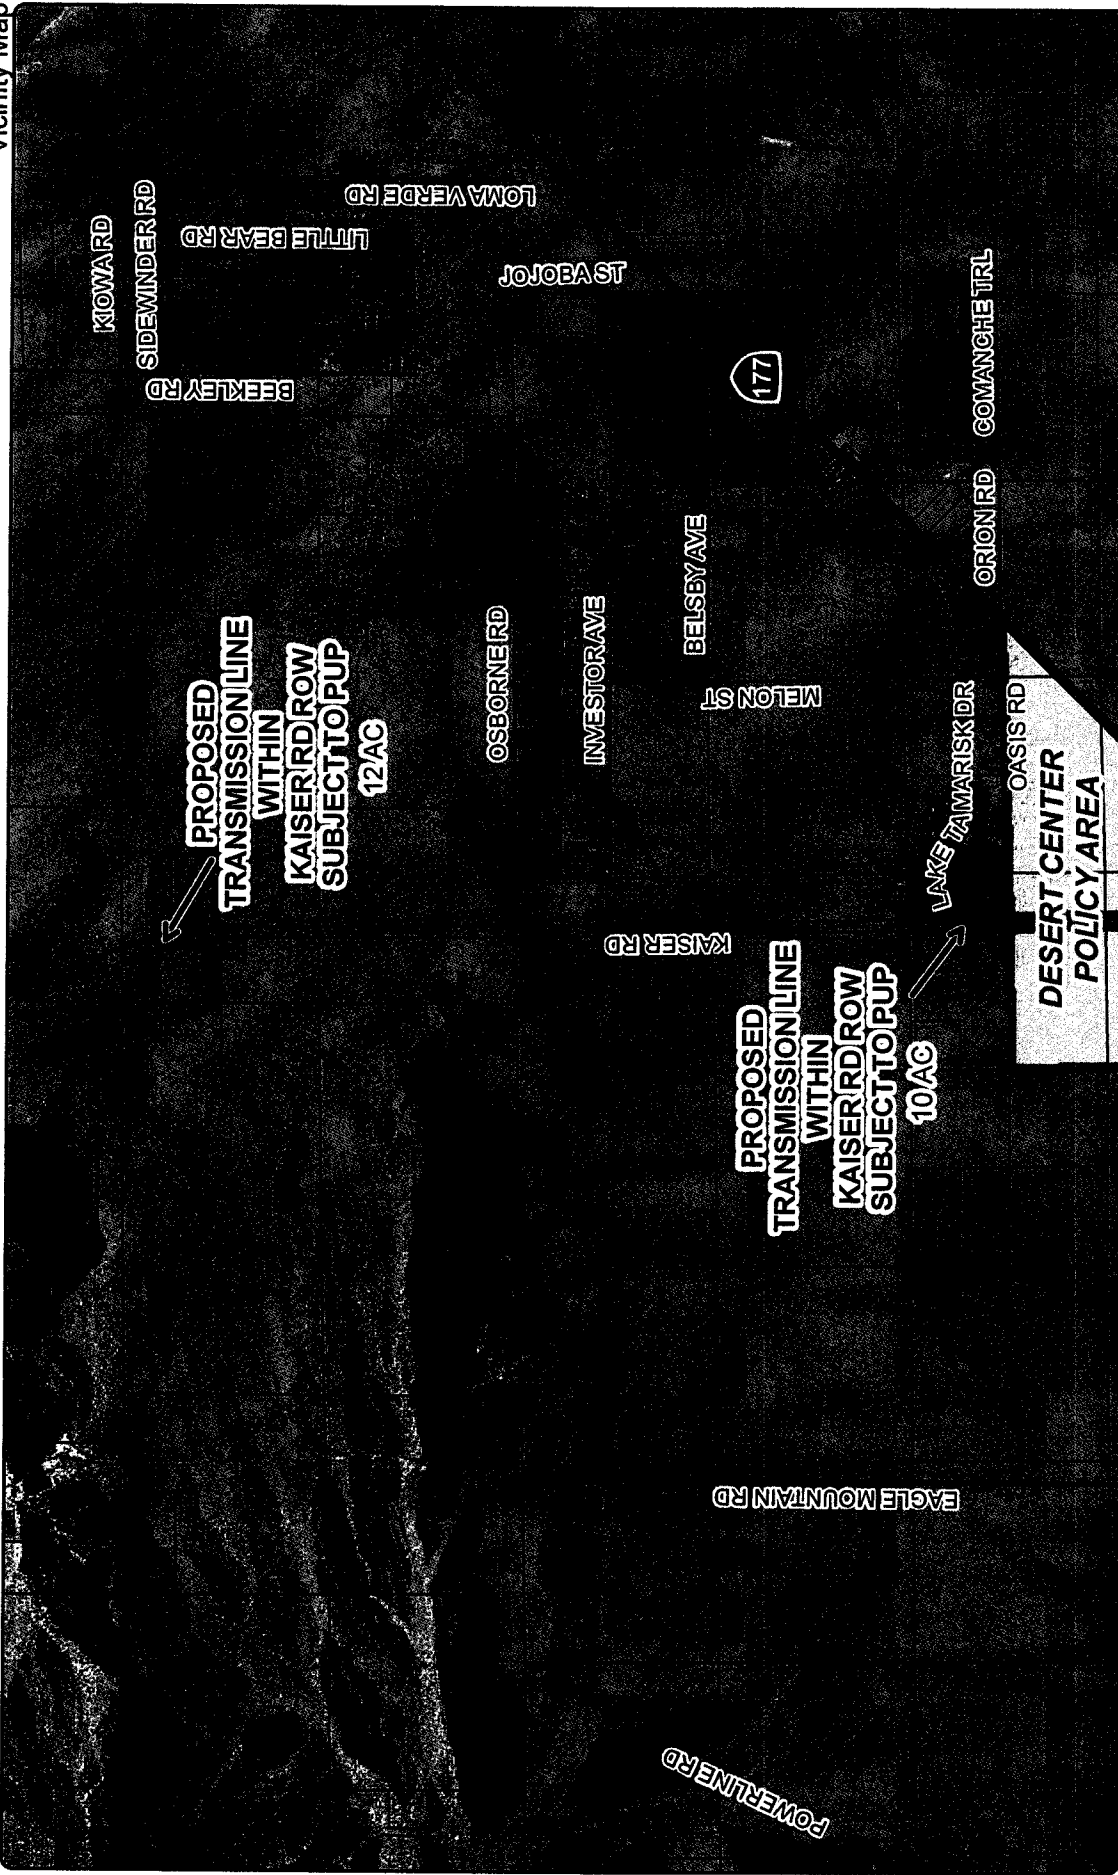 Vicinity Map
KIOWA RD
SIDEWINDER RD
BEEKLEY RD
LITTLE BEAR RD
LOMA VERDE RD
JOJOBA ST
PROPOSED
TRANSMISSION LINE
WITHIN
KAISER RD ROW
SUBJECT TO PUP
12 AC
OSBORNE RD
INVESTOR AVE
BELSBY AVE
MELON ST
177
KAISER RD
PROPOSED
TRANSMISSION LINE
WITHIN
KAISER RD ROW
SUBJECT TO PUP
10 AC
EAGLE MOUNTAIN RD
POWERLINE RD
LAKE TAMARISK DR
OASIS RD
ORION RD
COMANCHE TRL
DESERT CENTER
POLICY AREA